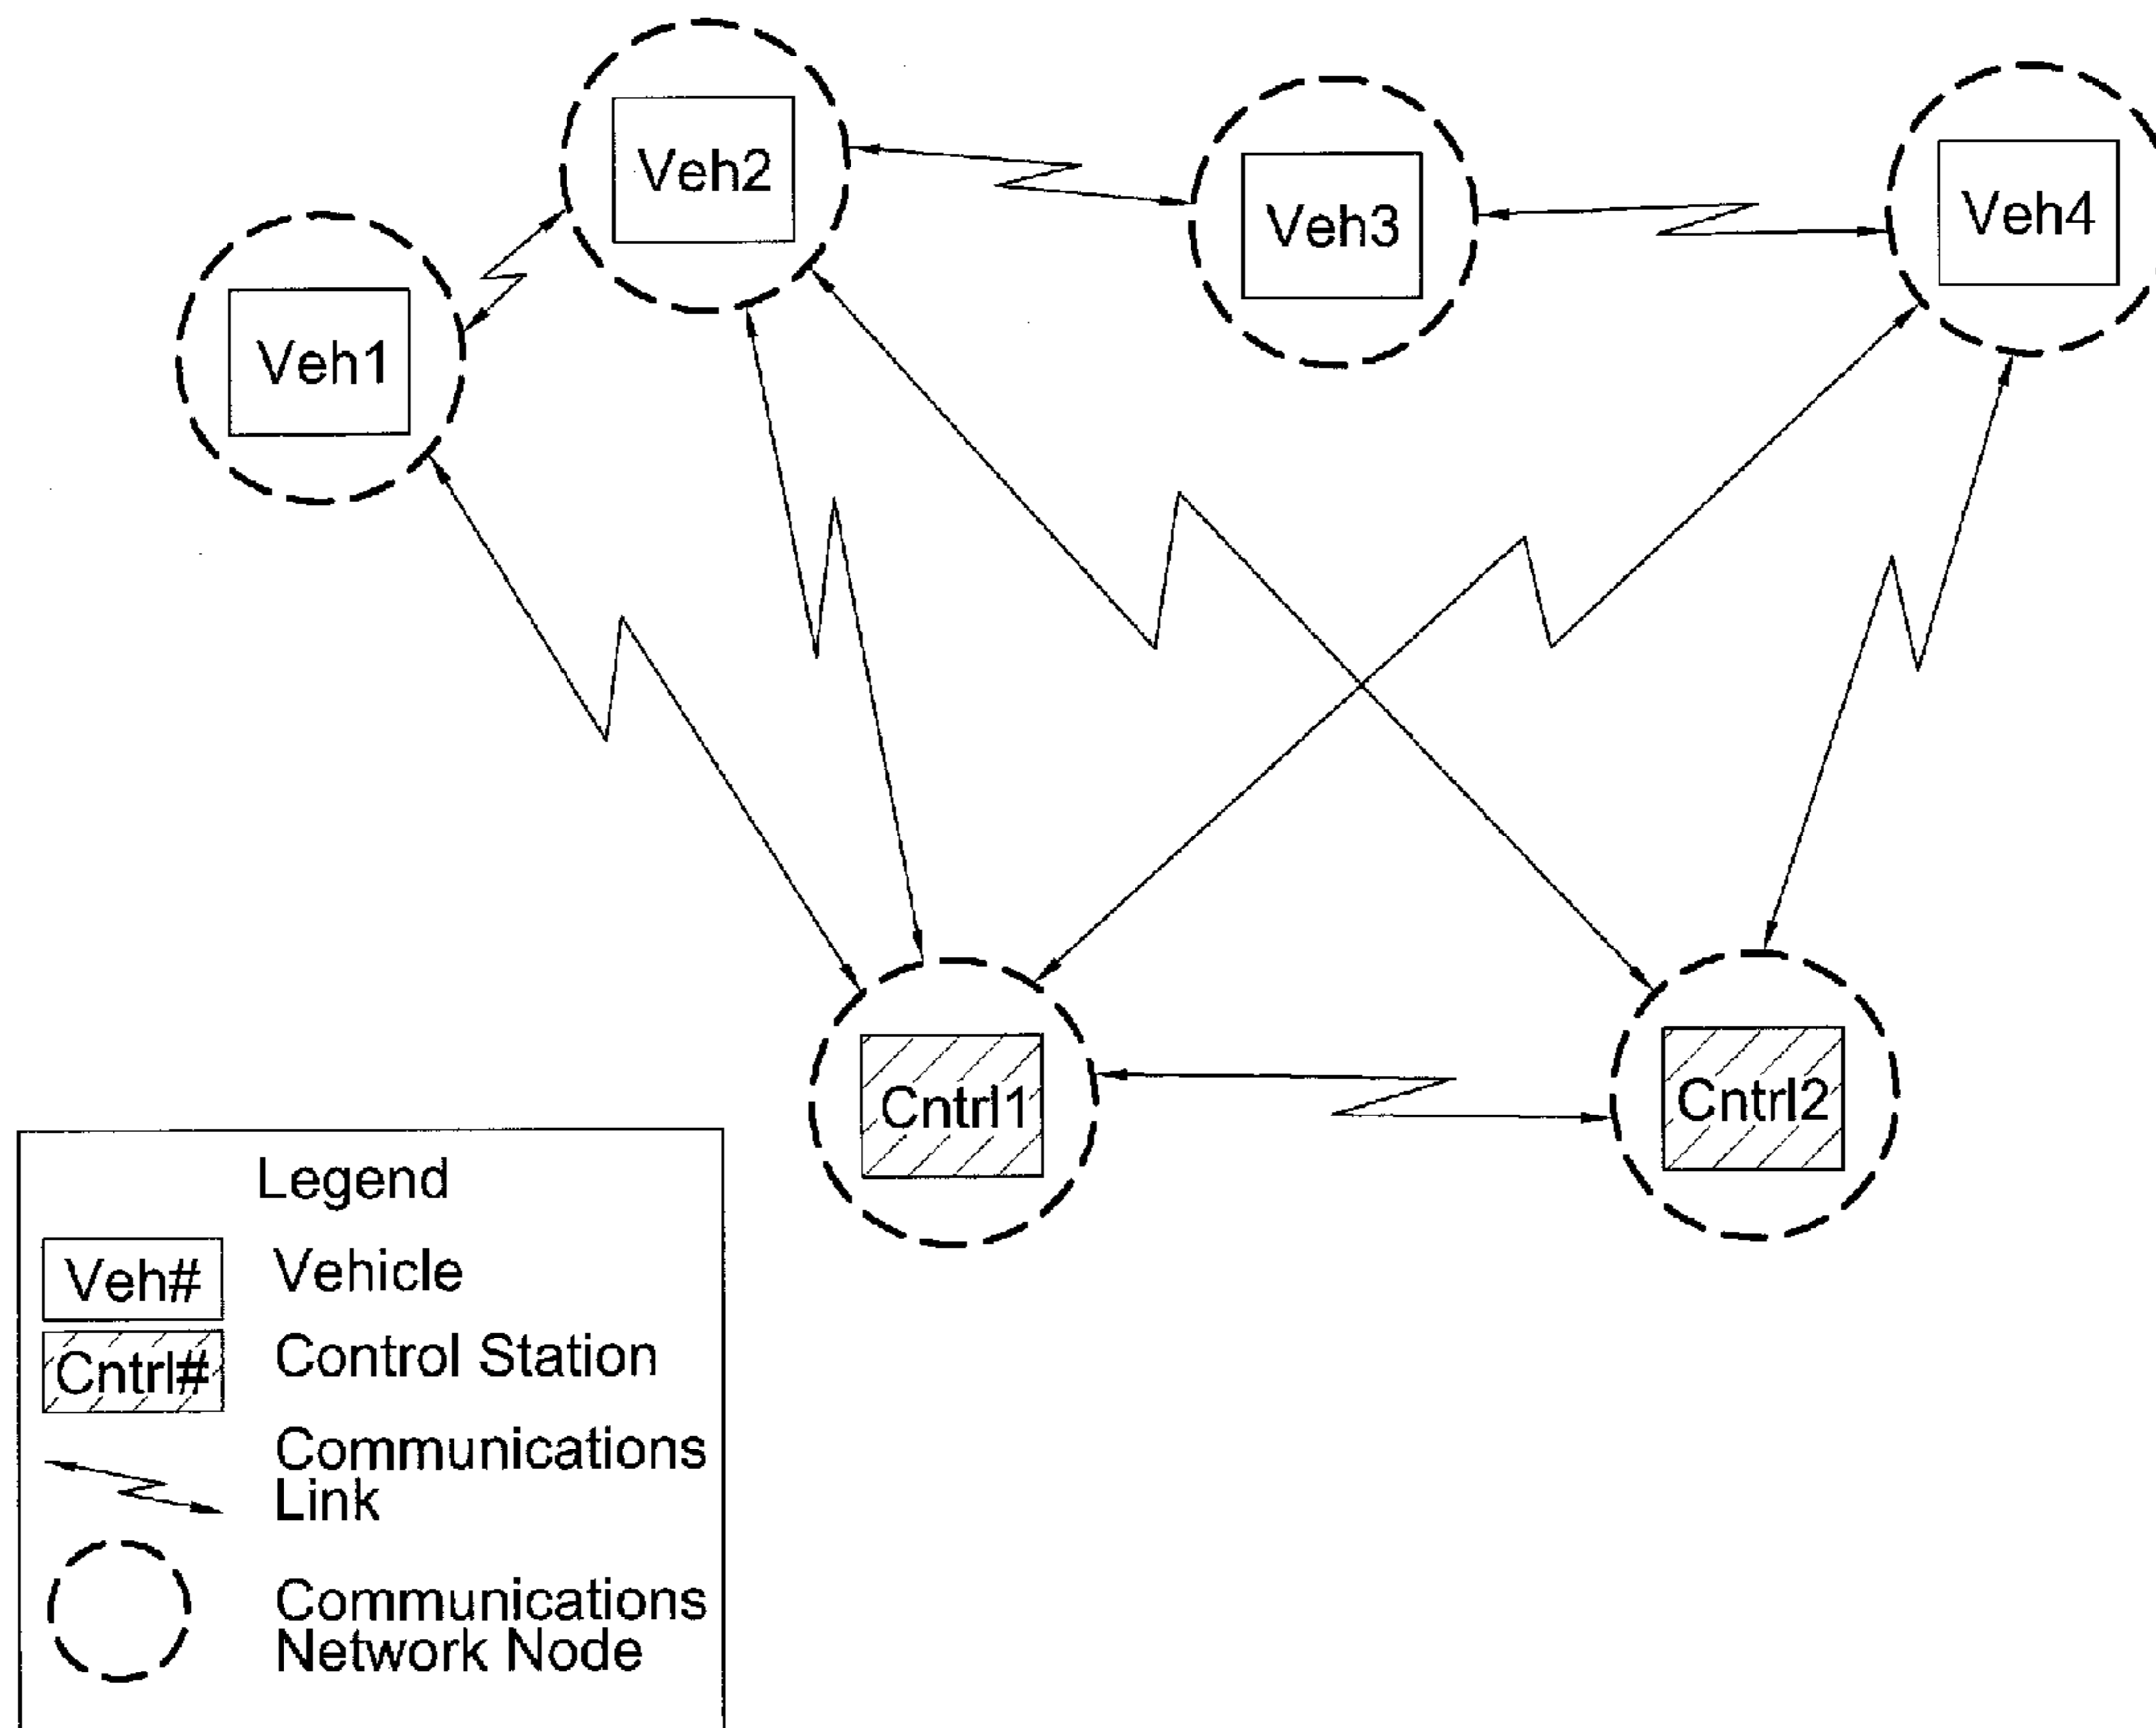 Veh2
Veh3
Veh4
Veh1
Cntrl1
Cntrl2
Legend
Veh#
Vehicle
Cntrl#
Control Station
Communications
Link
Communications
Network Node